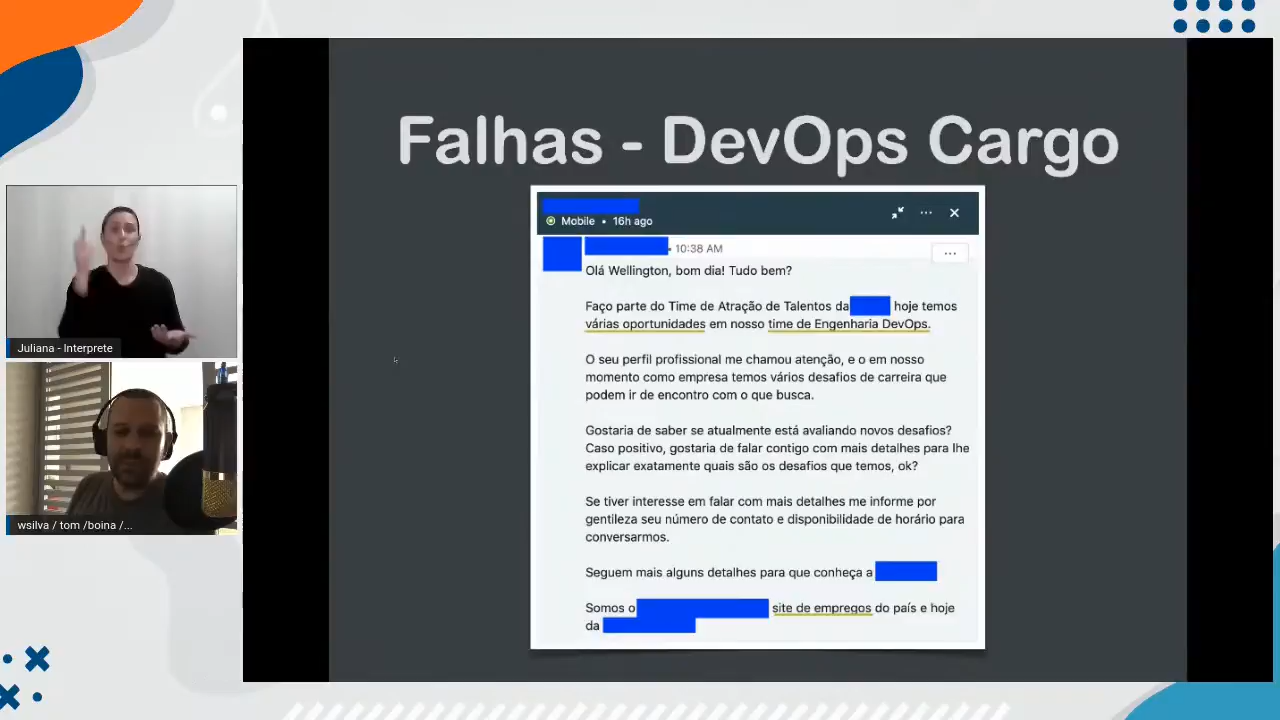 Falhas - DevOps Cargo
Mobile • 16h ago
10:38 AM
Olá Wellington, bom dia! Tudo bem?
Faço parte do Time de Atração de Talentos da hoje temos
várias oportunidades em nosso time de Engenharia DevOps.
O seu perfil profissional me chamou atenção, e o em nosso
momento como empresa temos vários desafios de carreira que
podem ir de encontro com o que busca.
Gostaria de saber se atualmente está avaliando novos desafios?
Caso positivo, gostaria de falar contigo com mais detalhes para lhe
explicar exatamente quais são os desafios que temos, ok?
Se tiver interesse em falar com mais detalhes me informe por
gentileza seu número de contato e disponibilidade de horário para
conversarmos.
Seguem mais alguns detalhes para que conheça a
Somos o site de empregos do país e hoje
da
Juliana - Interprete
wsilva / tom /boina /...